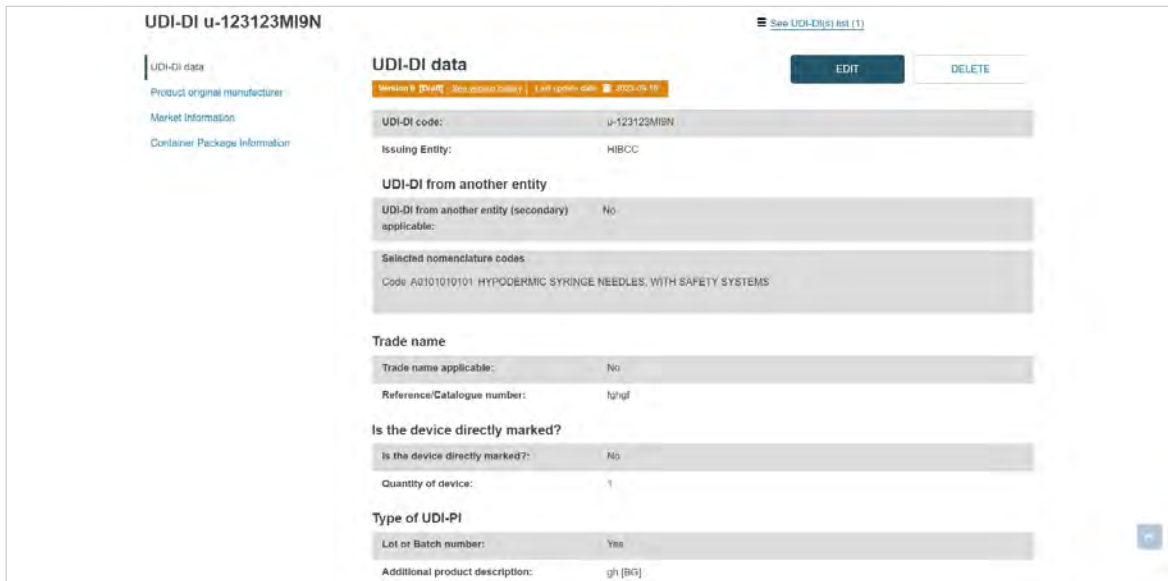 UDI-DI u-123123MI9N
See UDI-DI(s) list (1)
UDI-DI data
Product original manufacturer
Market Information
Container Package Information
UDI-DI data
EDIT
DELETE
Version 6 [Draft] See version history Last update date: 2023-09-19
UDI-DI code: u-123123MI9N
Issuing Entity: HIBCC
UDI-DI from another entity
UDI-DI from another entity (secondary) No
applicable:
Selected nomenclature codes
Code A0101010101 HYPODERMIC SYRINGE NEEDLES, WITH SAFETY SYSTEMS
Trade name
Trade name applicable: No
Reference/Catalogue number: fghgf
Is the device directly marked?
Is the device directly marked?: No
Quantity of device: 1
Type of UDI-PI
Lot or Batch number: Yes
Additional product description: gh [BG]